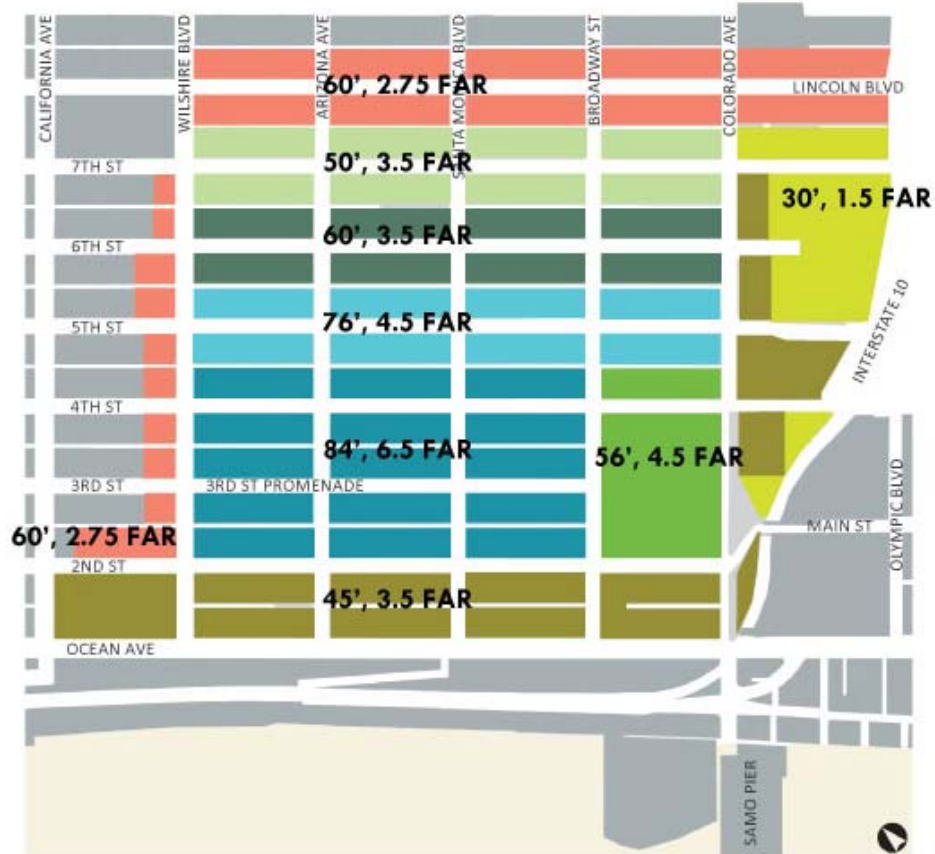 CALIFORNIA AVE
WILSHIRE BLVD
ARIZONA AVE
SANTA MONICA BLVD
BROADWAY ST
COLORADO AVE
60', 2.75 FAR
LINCOLN BLVD
7TH ST
50', 3.5 FAR
30', 1.5 FAR
6TH ST
60', 3.5 FAR
5TH ST
76', 4.5 FAR
INTERSTATE 10
4TH ST
84', 6.5 FAR
56', 4.5 FAR
3RD ST
3RD ST PROMENADE
OLYMPIC BLVD
MAIN ST
60', 2.75 FAR
2ND ST
45', 3.5 FAR
OCEAN AVE
SAMO PIER